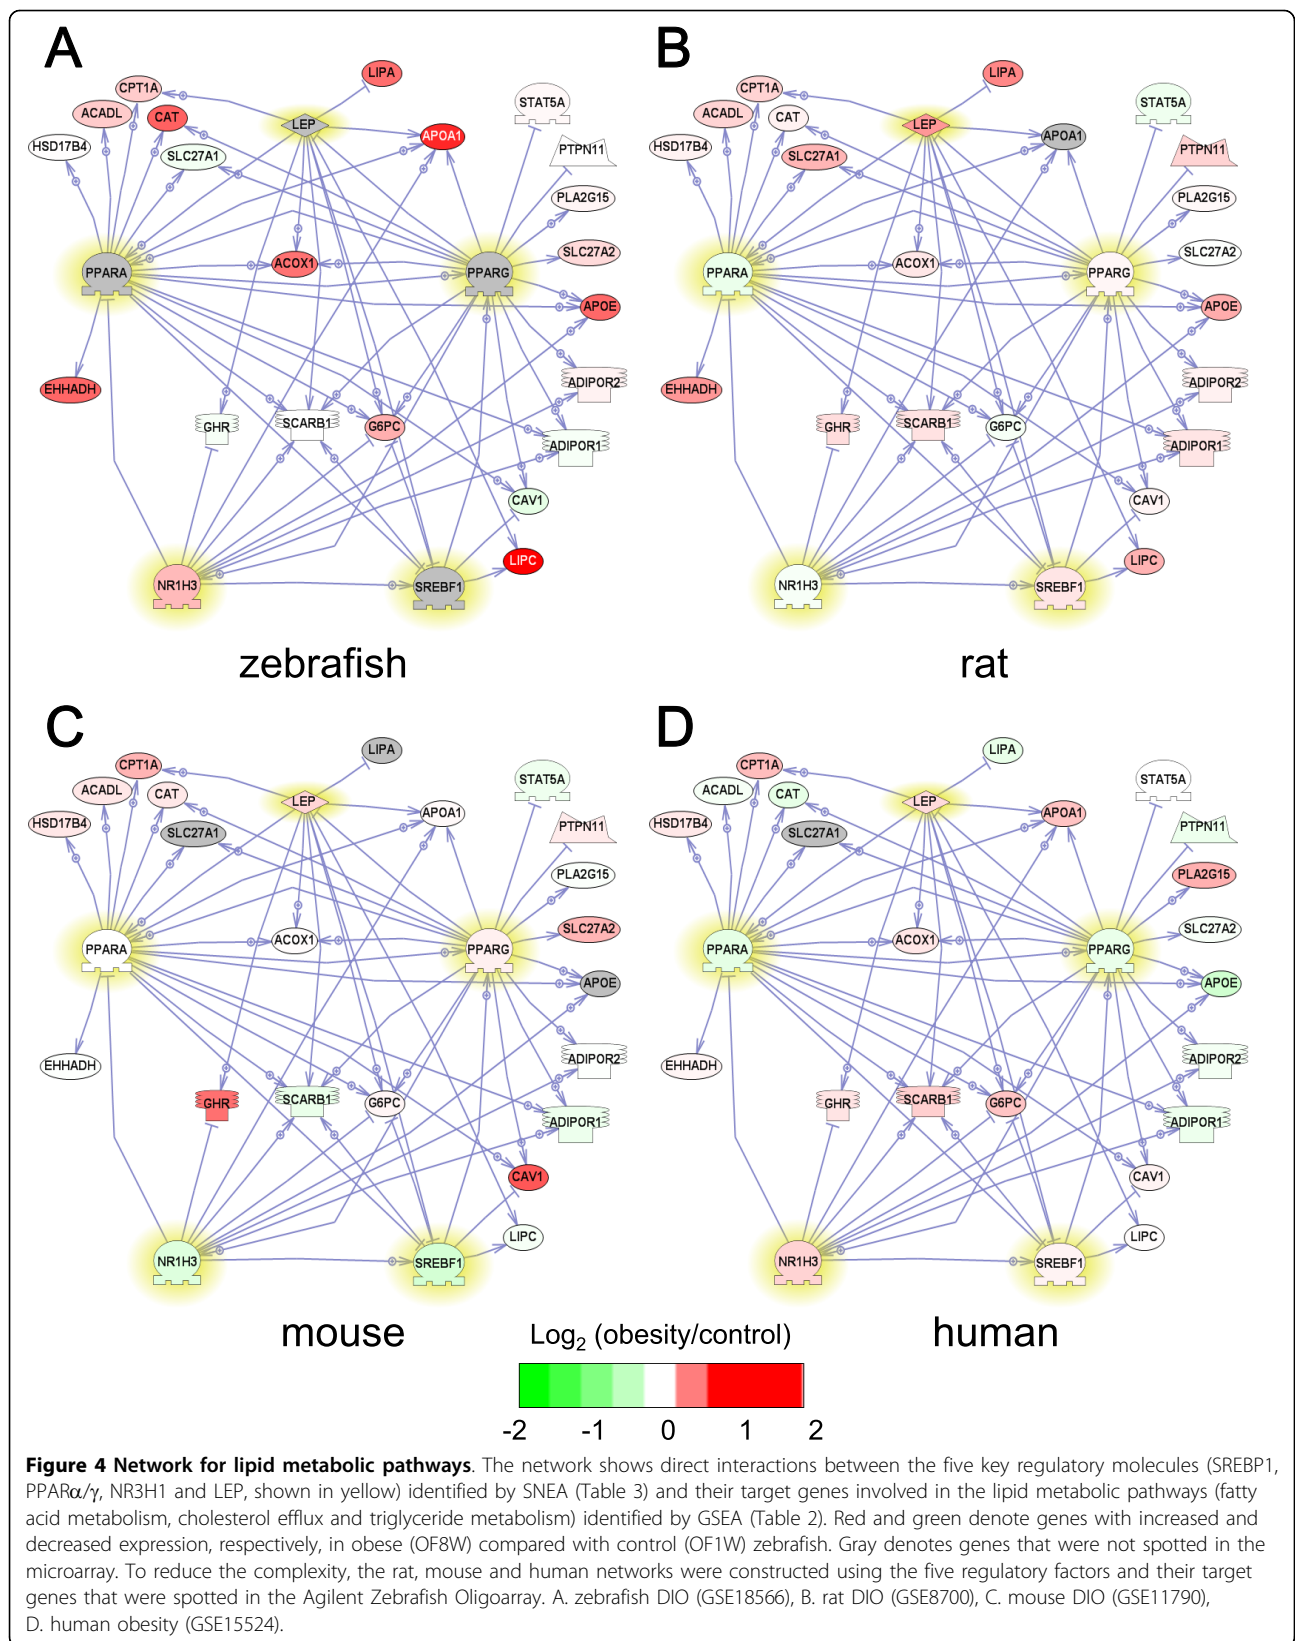 A
LIPA
CPT1A
ACADL
CAT
LEP
APOA1
STAT5A
HSD17B4
SLC27A1
PTPN11
PLA2G15
SLC27A2
PPARA
ACOX1
PPARG
APOE
EHHADH
ADIPOR2
GHR
SCARB1
G6PC
ADIPOR1
CAV1
LIPC
NR1H3
SREBF1
zebrafish
B
LIPA
CPT1A
ACADL
CAT
LEP
APOA1
STAT5A
HSD17B4
SLC27A1
PTPN11
PLA2G15
SLC27A2
PPARA
ACOX1
PPARG
APOE
EHHADH
ADIPOR2
GHR
SCARB1
G6PC
ADIPOR1
CAV1
LIPC
NR1H3
SREBF1
rat
C
LIPA
CPT1A
ACADL
CAT
LEP
APOA1
STAT5A
HSD17B4
SLC27A1
PTPN11
PLA2G15
SLC27A2
PPARA
ACOX1
PPARG
APOE
EHHADH
ADIPOR2
GHR
SCARB1
G6PC
ADIPOR1
CAV1
LIPC
NR1H3
SREBF1
mouse
D
LIPA
CPT1A
ACADL
CAT
LEP
APOA1
STAT5A
HSD17B4
SLC27A1
PTPN11
PLA2G15
SLC27A2
PPARA
ACOX1
PPARG
APOE
EHHADH
ADIPOR2
GHR
SCARB1
G6PC
ADIPOR1
CAV1
LIPC
NR1H3
SREBF1
human
Log2 (obesity/control)
-2 -1 0 1 2
Figure 4 Network for lipid metabolic pathways. The network shows direct interactions between the five key regulatory molecules (SREBP1,
PPARα/γ, NR3H1 and LEP, shown in yellow) identified by SNEA (Table 3) and their target genes involved in the lipid metabolic pathways (fatty
acid metabolism, cholesterol efflux and triglyceride metabolism) identified by GSEA (Table 2). Red and green denote genes with increased and
decreased expression, respectively, in obese (OF8W) compared with control (OF1W) zebrafish. Gray denotes genes that were not spotted in the
microarray. To reduce the complexity, the rat, mouse and human networks were constructed using the five regulatory factors and their target
genes that were spotted in the Agilent Zebrafish Oligoarray. A. zebrafish DIO (GSE18566), B. rat DIO (GSE8700), C. mouse DIO (GSE11790),
D. human obesity (GSE15524).